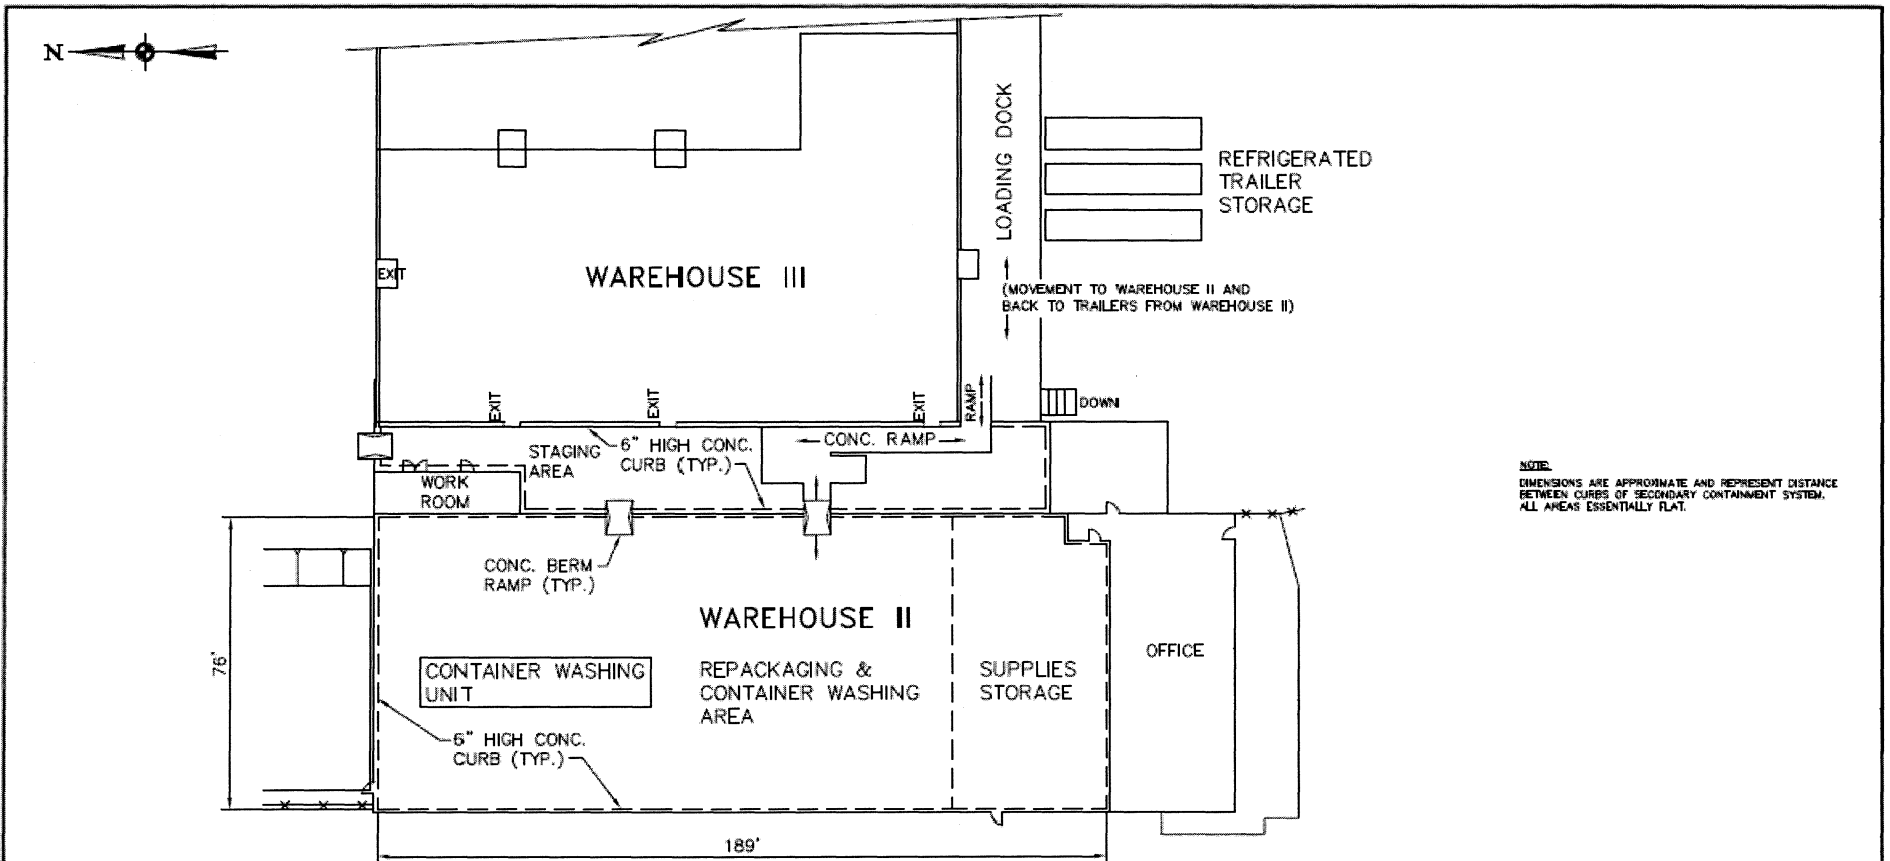 N
LOADING DOCK
REFRIGERATED
TRAILER
STORAGE
EXIT
WAREHOUSE III
(MOVEMENT TO WAREHOUSE II AND
BACK TO TRAILERS FROM WAREHOUSE II)
EXIT
EXIT
EXIT
RAMP
DOWN
STAGING
AREA
6" HIGH CONC.
CURB (TYP.)
CONC. RAMP
WORK
ROOM
NOTE:
DIMENSIONS ARE APPROXIMATE AND REPRESENT DISTANCE
BETWEEN CURBS OF SECONDARY CONTAINMENT SYSTEM.
ALL AREAS ESSENTIALLY FLAT.
CONC. BERM
RAMP (TYP.)
WAREHOUSE II
76'
CONTAINER WASHING
UNIT
REPACKAGING &
CONTAINER WASHING
AREA
SUPPLIES
STORAGE
OFFICE
6" HIGH CONC.
CURB (TYP.)
189'